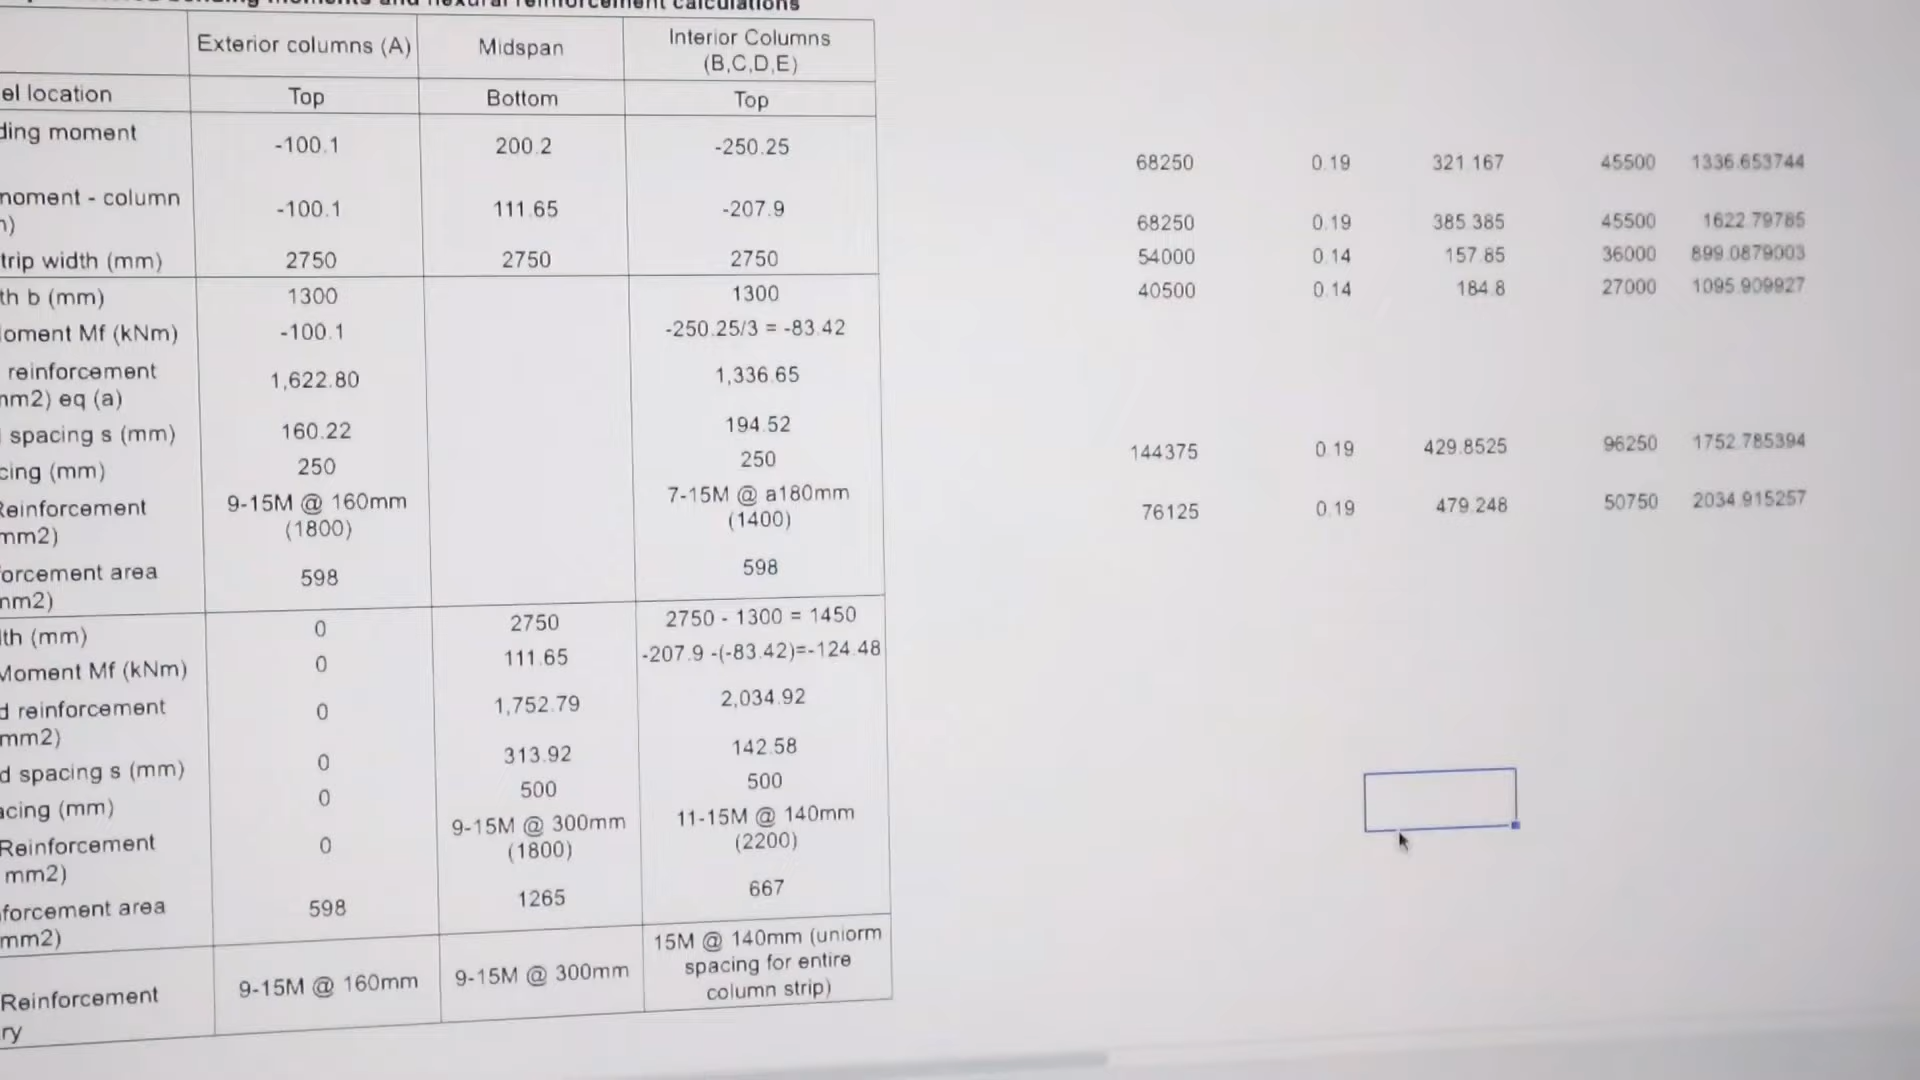 bending moments and flexural reinforcement calculations
Exterior columns (A) Midspan Interior Columns
(B,C,D,E)
el location Top Bottom Top
ding moment -100.1 200.2 -250.25
noment - column
n) -100.1 111.65 -207.9
trip width (mm) 2750 2750 2750
th b (mm) 1300 1300
oment Mf (kNm) -100.1 -250.25/3 = -83.42
reinforcement
nm2) eq (a) 1,622.80 1,336.65
spacing s (mm) 160.22 194.52
cing (mm) 250 250
Reinforcement
mm2) 9-15M @ 160mm
(1800) 7-15M @ a180mm
(1400)
orcement area
nm2) 598 598
lth (mm) 0 2750 2750 - 1300 = 1450
Moment Mf (kNm) 0 111.65 -207.9 -(-83.42)=-124.48
d reinforcement
mm2) 0 1,752.79 2,034.92
d spacing s (mm) 0 313.92 142.58
acing (mm) 0 500 500
Reinforcement
mm2) 0 9-15M @ 300mm
(1800) 11-15M @ 140mm
(2200)
forcement area
mm2) 598 1265 667
Reinforcement
ry 9-15M @ 160mm 9-15M @ 300mm 15M @ 140mm (uniorm
spacing for entire
column strip)
68250 0.19 321.167 45500 1336.653744
68250 0.19 385.385 45500 1622.79785
54000 0.14 157.85 36000 899.0879003
40500 0.14 184.8 27000 1095.909927
144375 0.19 429.8525 96250 1752.785394
76125 0.19 479.248 50750 2034.915257